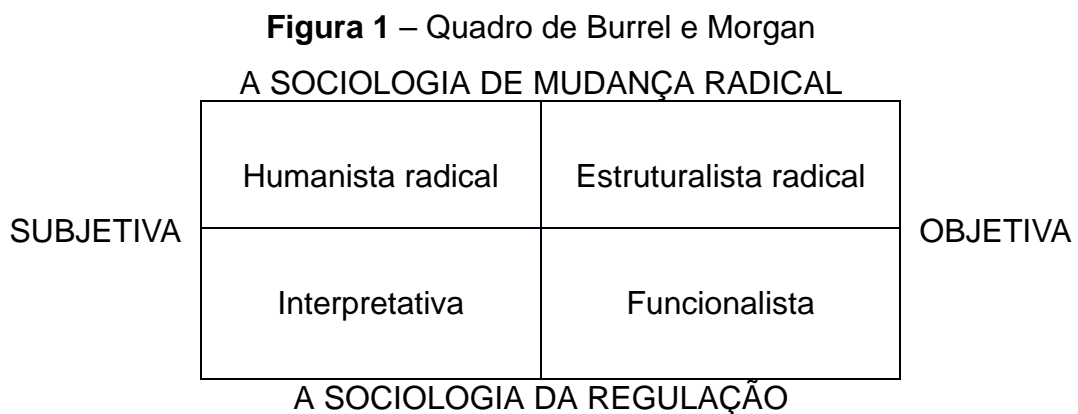 Figura 1 – Quadro de Burrel e Morgan
A SOCIOLOGIA DE MUDANÇA RADICAL
Humanista radical Estruturalista radical
SUBJETIVA OBJETIVA
Interpretativa Funcionalista
A SOCIOLOGIA DA REGULAÇÃO